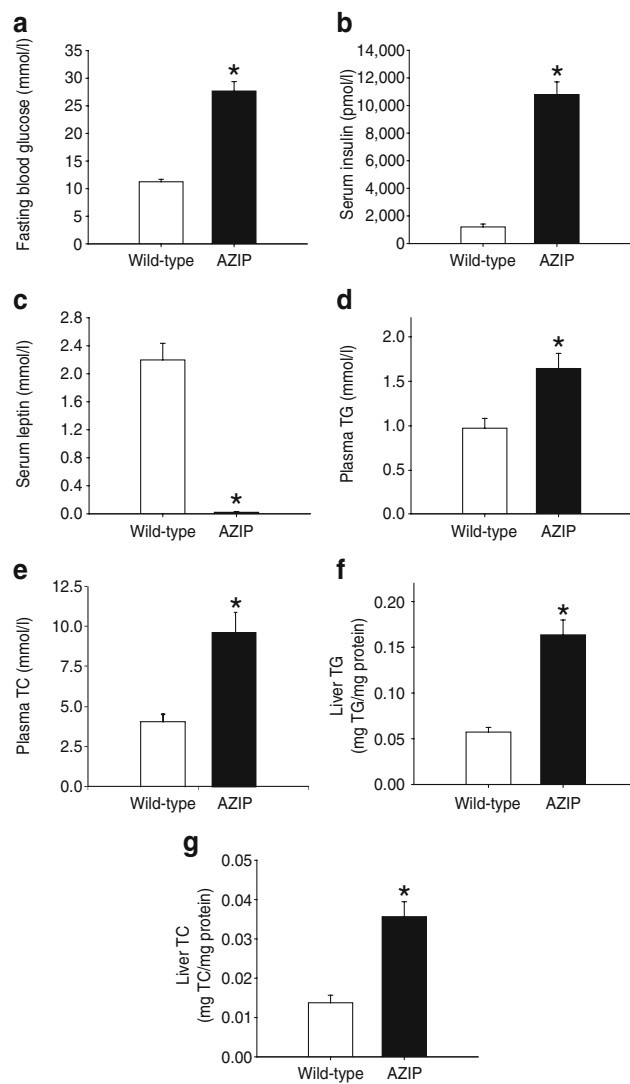 a
Fasting blood glucose (mmol/l)
35
30
25
20
15
10
5
0
*
Wild-type AZIP
b
Serum insulin (pmol/l)
14,000
12,000
10,000
8,000
6,000
4,000
2,000
0
*
Wild-type AZIP
c
Serum leptin (mmol/l)
2.8
2.4
2.0
1.6
1.2
0.8
0.4
0.0
*
Wild-type AZIP
d
Plasma TG (mmol/l)
2.0
1.5
1.0
0.5
0.0
*
Wild-type AZIP
e
Plasma TC (mmol/l)
12.5
10.0
7.5
5.0
2.5
0.0
*
Wild-type AZIP
f
Liver TG
(mg TG/mg protein)
0.20
0.15
0.10
0.05
0.00
*
Wild-type AZIP
g
Liver TC
(mg TC/mg protein)
0.05
0.04
0.03
0.02
0.01
0.00
*
Wild-type AZIP